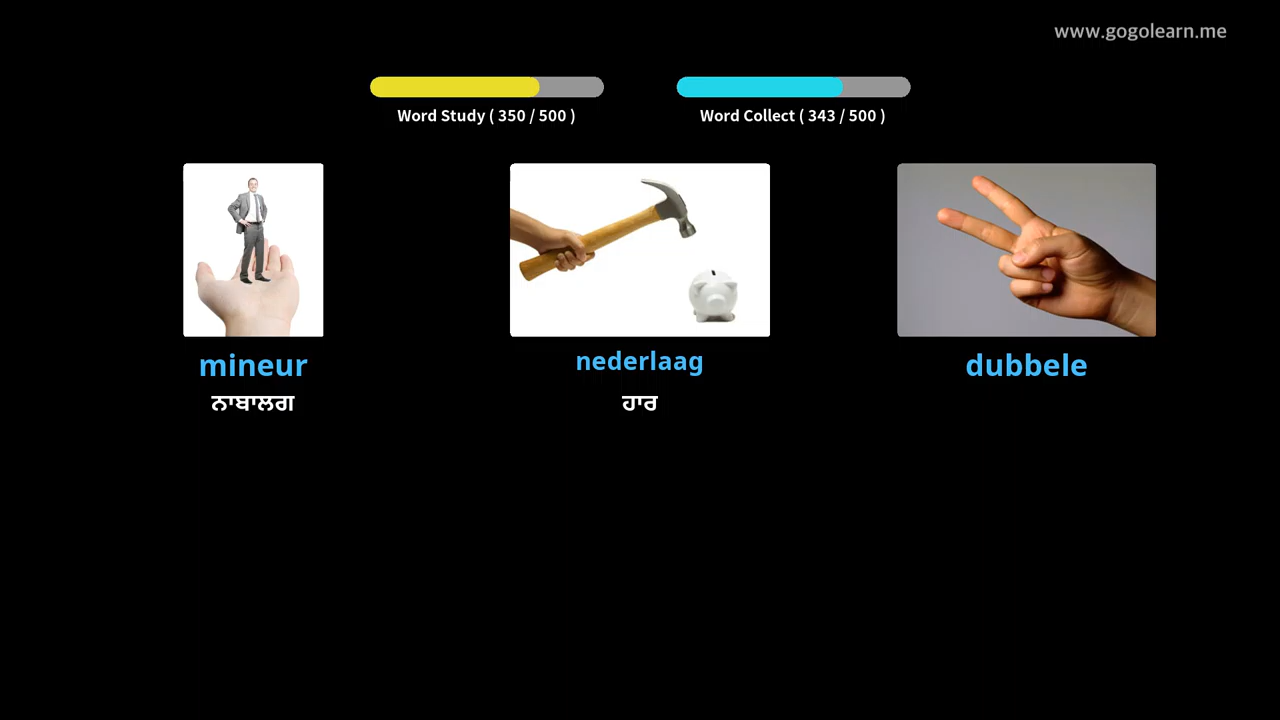 www.gogolearn.me
Word Study ( 350 / 500 )
Word Collect ( 343 / 500 )
mineur
nederlaag
dubbele
ਨਾਬਾਲਗ
ਹਾਰ